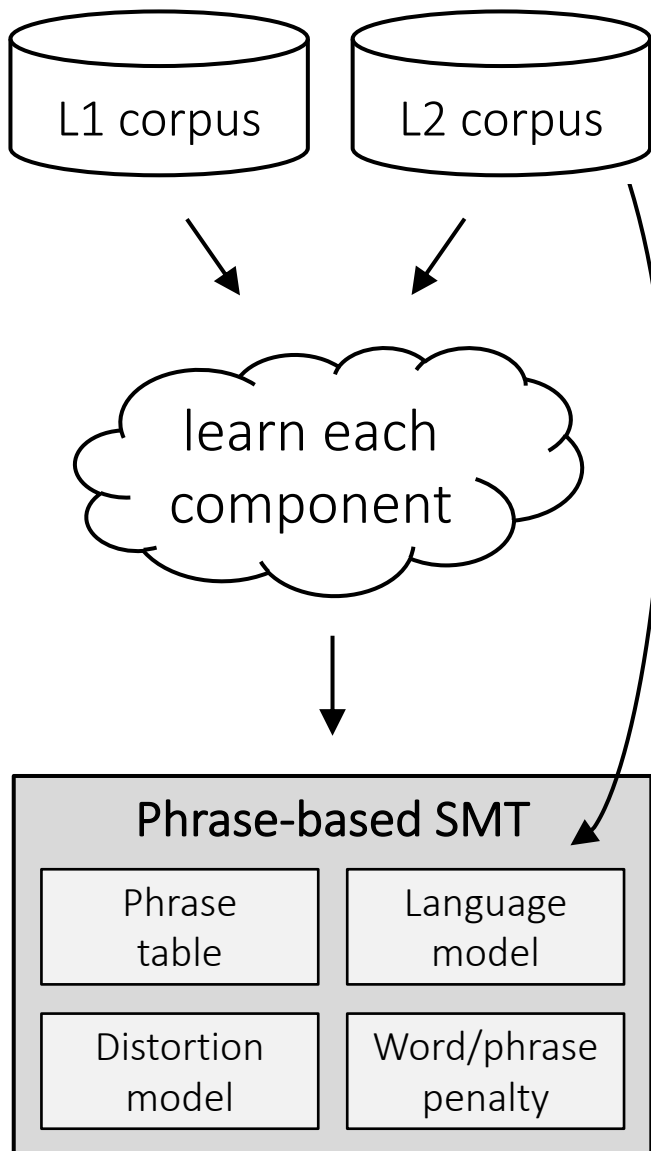 L1 corpus
L2 corpus
learn each
component
Phrase-based SMT
Phrase
table
Language
model
Distortion
model
Word/phrase
penalty